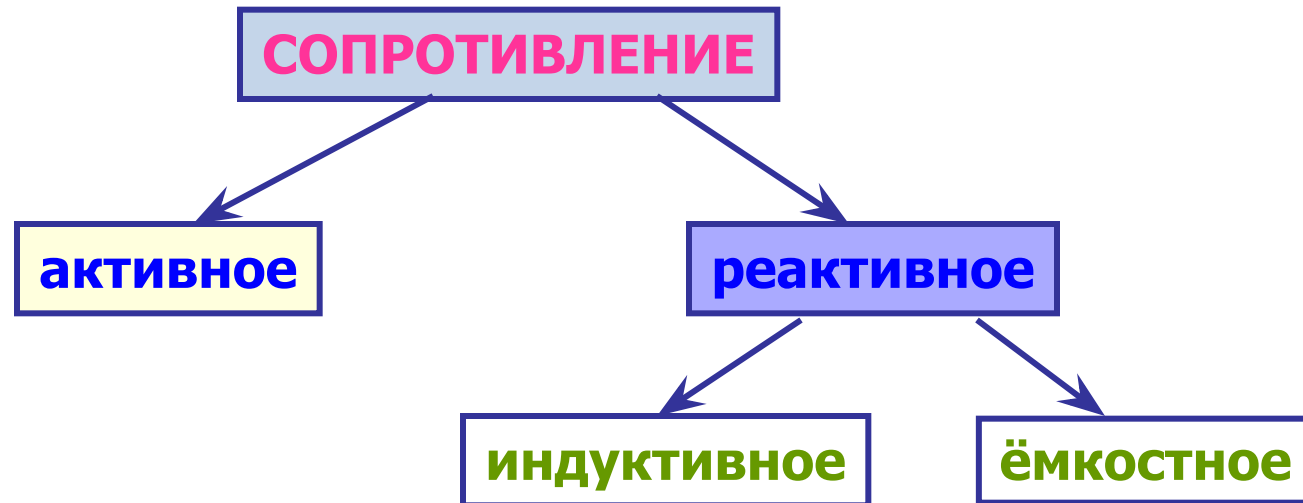 СОПРОТИВЛЕНИЕ
активное
реактивное
индуктивное
ёмкостное